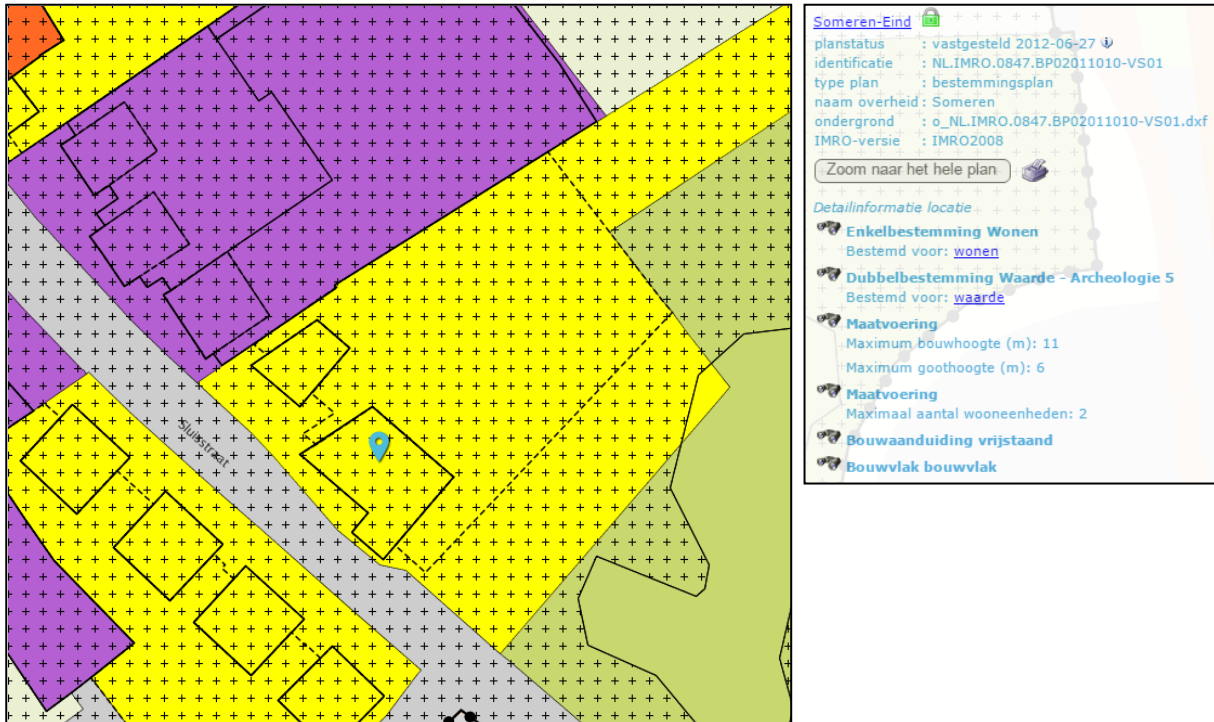 Sluisstraat
Someren-Eind
planstatus : vastgesteld 2012-06-27
identificatie : NL.IMRO.0847.BP02011010-VS01
type plan : bestemmingsplan
naam overheid : Someren
ondergrond : o_NL.IMRO.0847.BP02011010-VS01.dxf
IMRO-versie : IMRO2008
Zoom naar het hele plan
Detailinformatie locatie
Enkelbestemming Wonen
Bestemd voor: wonen
Dubbelbestemming Waarde - Archeologie 5
Bestemd voor: waarde
Maatvoering
Maximum bouwhoogte (m): 11
Maximum goothoogte (m): 6
Maatvoering
Maximaal aantal wooneenheden: 2
Bouwaanduiding vrijstaand
Bouwvlak bouwvlak